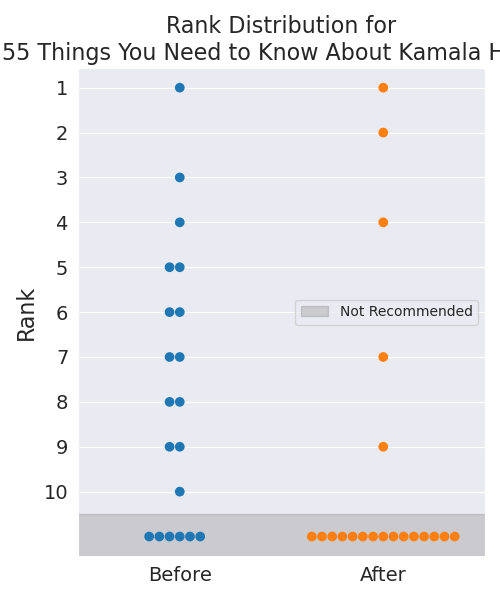 Rank Distribution for
55 Things You Need to Know About Kamala H
1
2
3
4
5
6
7
8
9
10
Rank
Not Recommended
Before
After